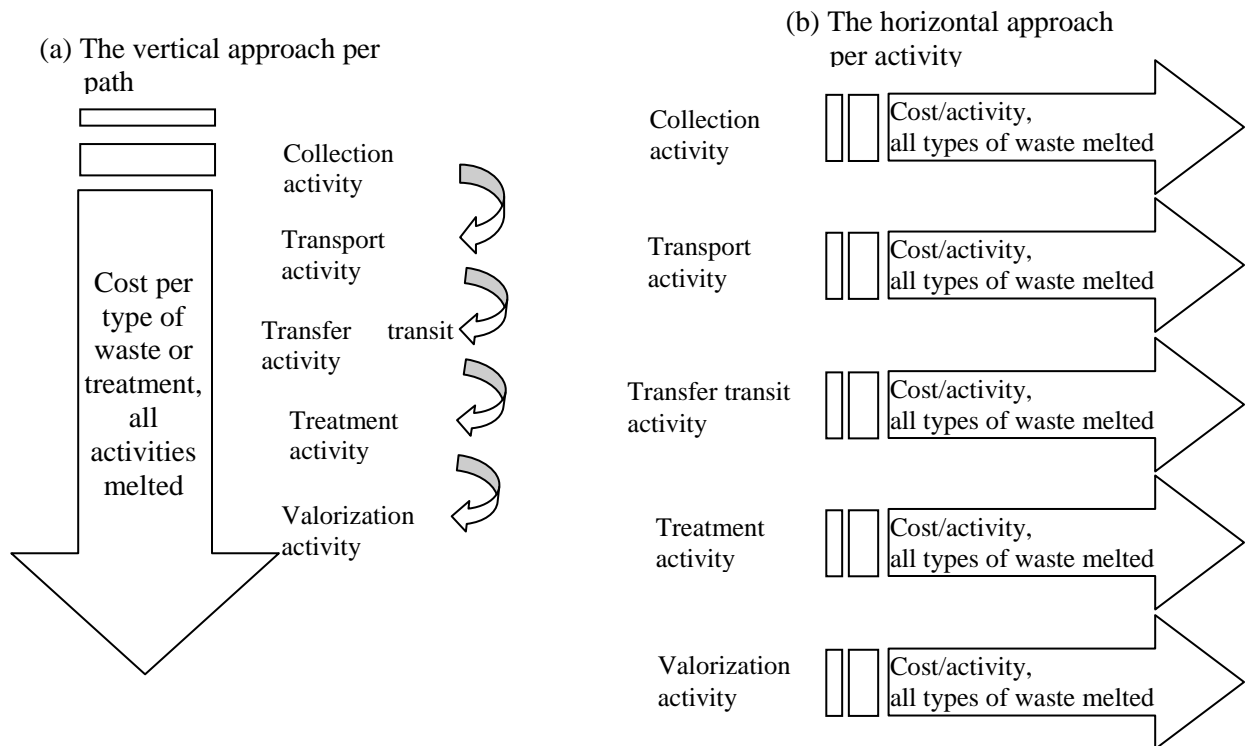 (a) The vertical approach per
path
Cost per
type of
waste or
treatment,
all
activities
melted
Collection
activity
Transport
activity
Transfer transit
activity
Treatment
activity
Valorization
activity
(b) The horizontal approach
per activity
Collection
activity
Cost/activity,
all types of waste melted
Transport
activity
Cost/activity,
all types of waste melted
Transfer transit
activity
Cost/activity,
all types of waste melted
Treatment
activity
Cost/activity,
all types of waste melted
Valorization
activity
Cost/activity,
all types of waste melted